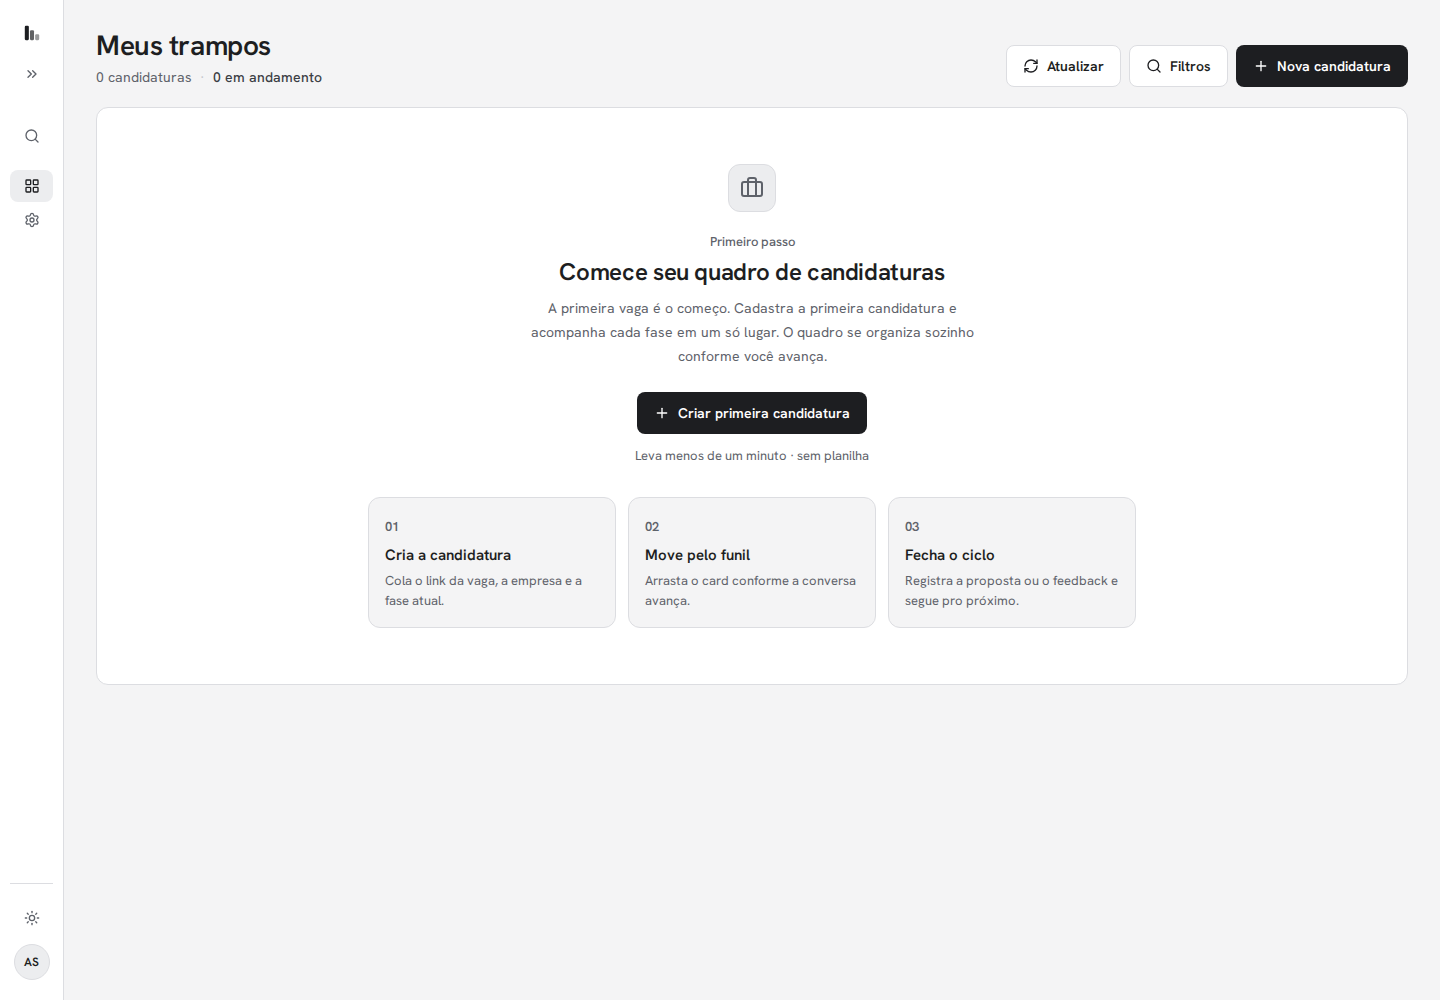 Meus trampos
0 candidaturas · 0 em andamento
Atualizar
Filtros
Nova candidatura
Primeiro passo
Comece seu quadro de candidaturas
A primeira vaga é o começo. Cadastra a primeira candidatura e
acompanha cada fase em um só lugar. O quadro se organiza sozinho
conforme você avança.
Criar primeira candidatura
Leva menos de um minuto · sem planilha
01
Cria a candidatura
Cola o link da vaga, a empresa e a
fase atual.
02
Move pelo funil
Arrasta o card conforme a conversa
avança.
03
Fecha o ciclo
Registra a proposta ou o feedback e
segue pro próximo.
AS